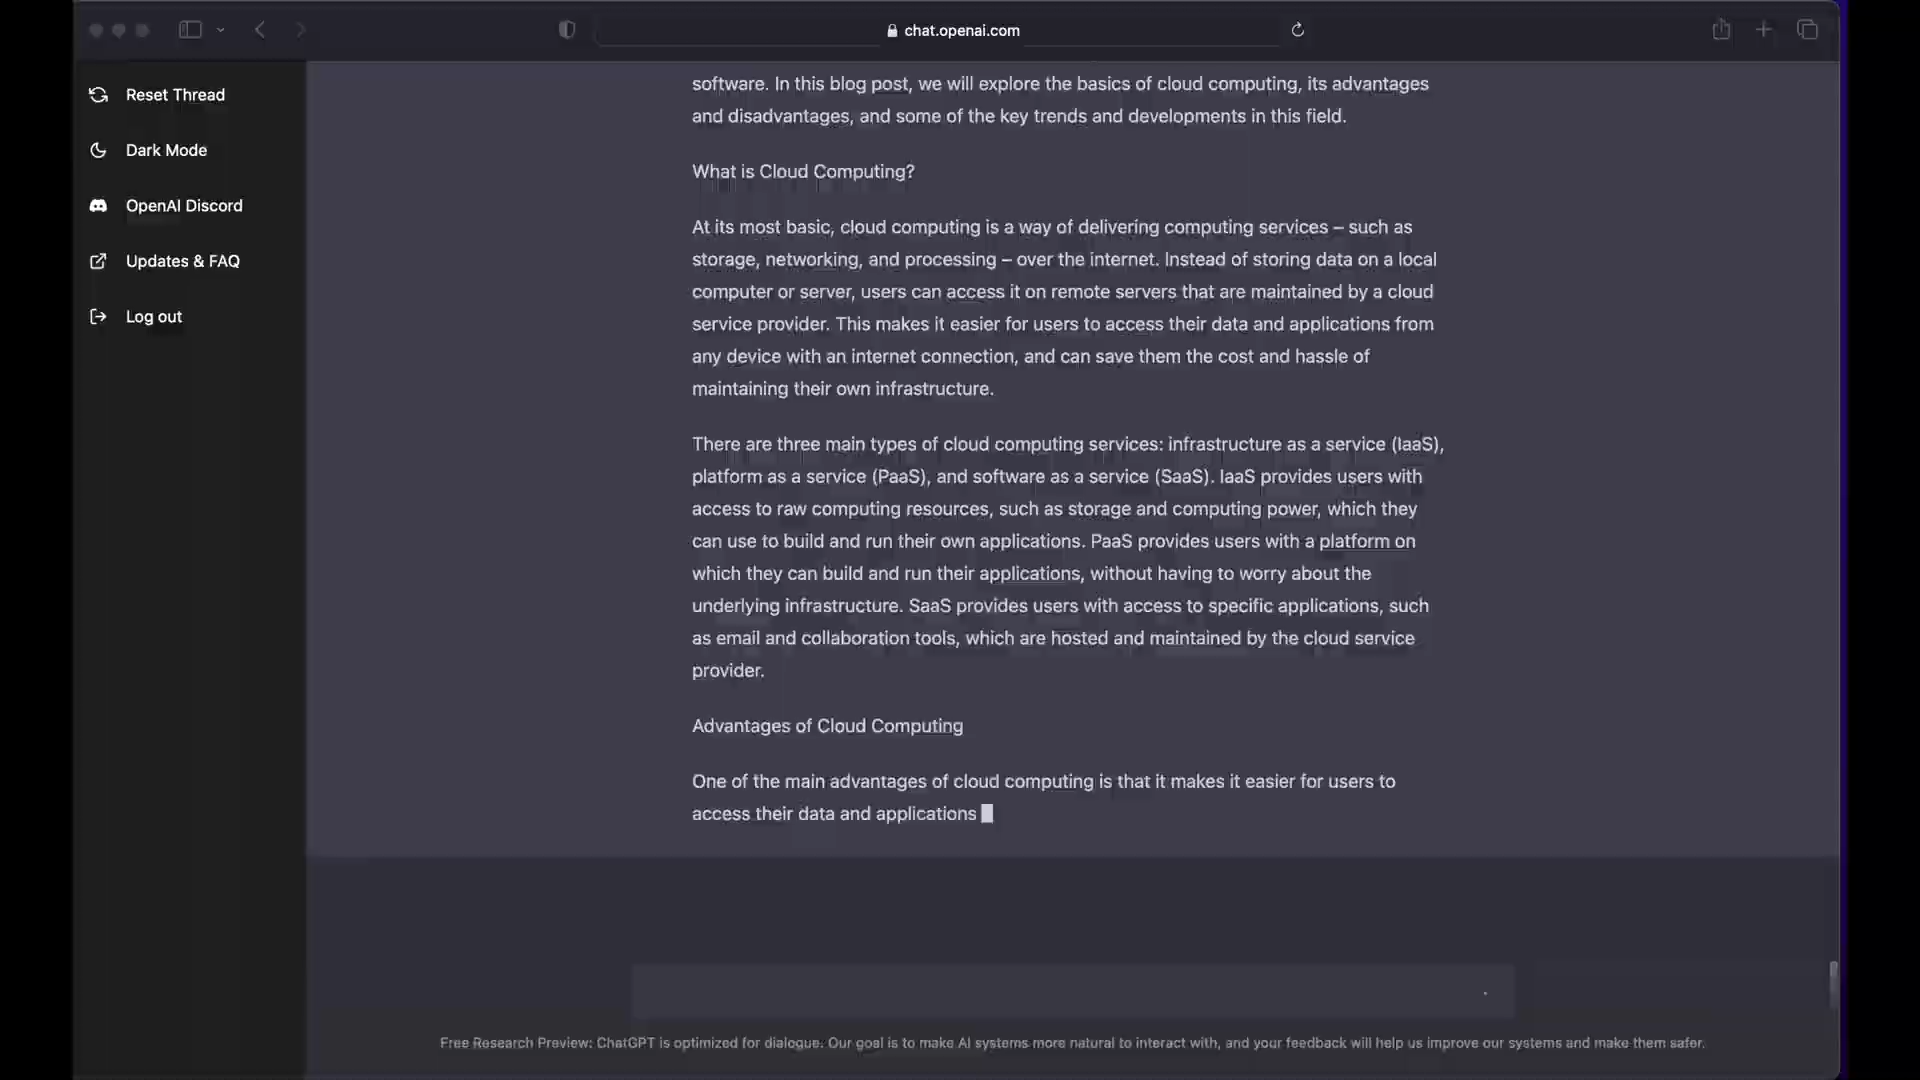 chat.openai.com
Reset Thread
Dark Mode
OpenAI Discord
Updates & FAQ
Log out
software. In this blog post, we will explore the basics of cloud computing, its advantages
and disadvantages, and some of the key trends and developments in this field.
What is Cloud Computing?
At its most basic, cloud computing is a way of delivering computing services – such as
storage, networking, and processing – over the internet. Instead of storing data on a local
computer or server, users can access it on remote servers that are maintained by a cloud
service provider. This makes it easier for users to access their data and applications from
any device with an internet connection, and can save them the cost and hassle of
maintaining their own infrastructure.
There are three main types of cloud computing services: infrastructure as a service (IaaS),
platform as a service (PaaS), and software as a service (SaaS). IaaS provides users with
access to raw computing resources, such as storage and computing power, which they
can use to build and run their own applications. PaaS provides users with a platform on
which they can build and run their applications, without having to worry about the
underlying infrastructure. SaaS provides users with access to specific applications, such
as email and collaboration tools, which are hosted and maintained by the cloud service
provider.
Advantages of Cloud Computing
One of the main advantages of cloud computing is that it makes it easier for users to
access their data and applications
Free Research Preview: ChatGPT is optimized for dialogue. Our goal is to make AI systems more natural to interact with, and your feedback will help us improve our systems and make them safer.